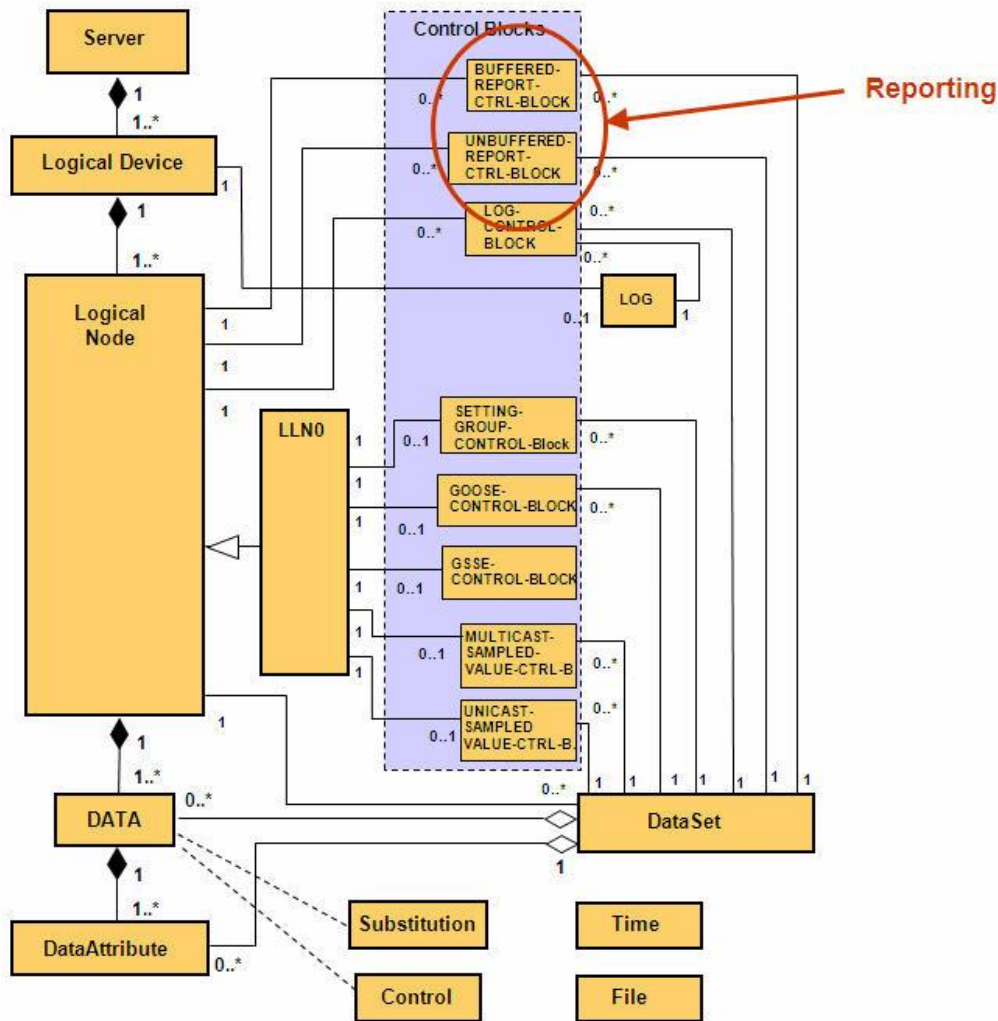 Server
1
1..*
Logical Device
1
1
1..*
Logical
Node
1
1
1
1
1
1..*
0..*
DATA
1
1..*
DataAttribute
0..*
LLN0
1
1
1
1
1
1
Control Blocks
BUFFERED-
REPORT-
CTRL-BLOCK
0..*
0..*
UNBUFFERED-
REPORT-
CTRL-BLOCK
0..*
0..*
LOG-
CONTROL-
BLOCK
0..*
0..*
0..*
LOG
0..1
1
SETTING-
GROUP-
CONTROL-Block
0..1
0..*
GOOSE-
CONTROL-BLOCK
0..1
0..*
GSSE-
CONTROL-BLOCK
0..1
MULTICAST-
SAMPLED-
VALUE-CTRL-B
0..1
0..*
UNICAST-
SAMPLED
VALUE-CTRL-B.
0..1
0..*
Reporting
0..*
1
1
1
1
1
1
1
DataSet
1
Substitution
Control
Time
File